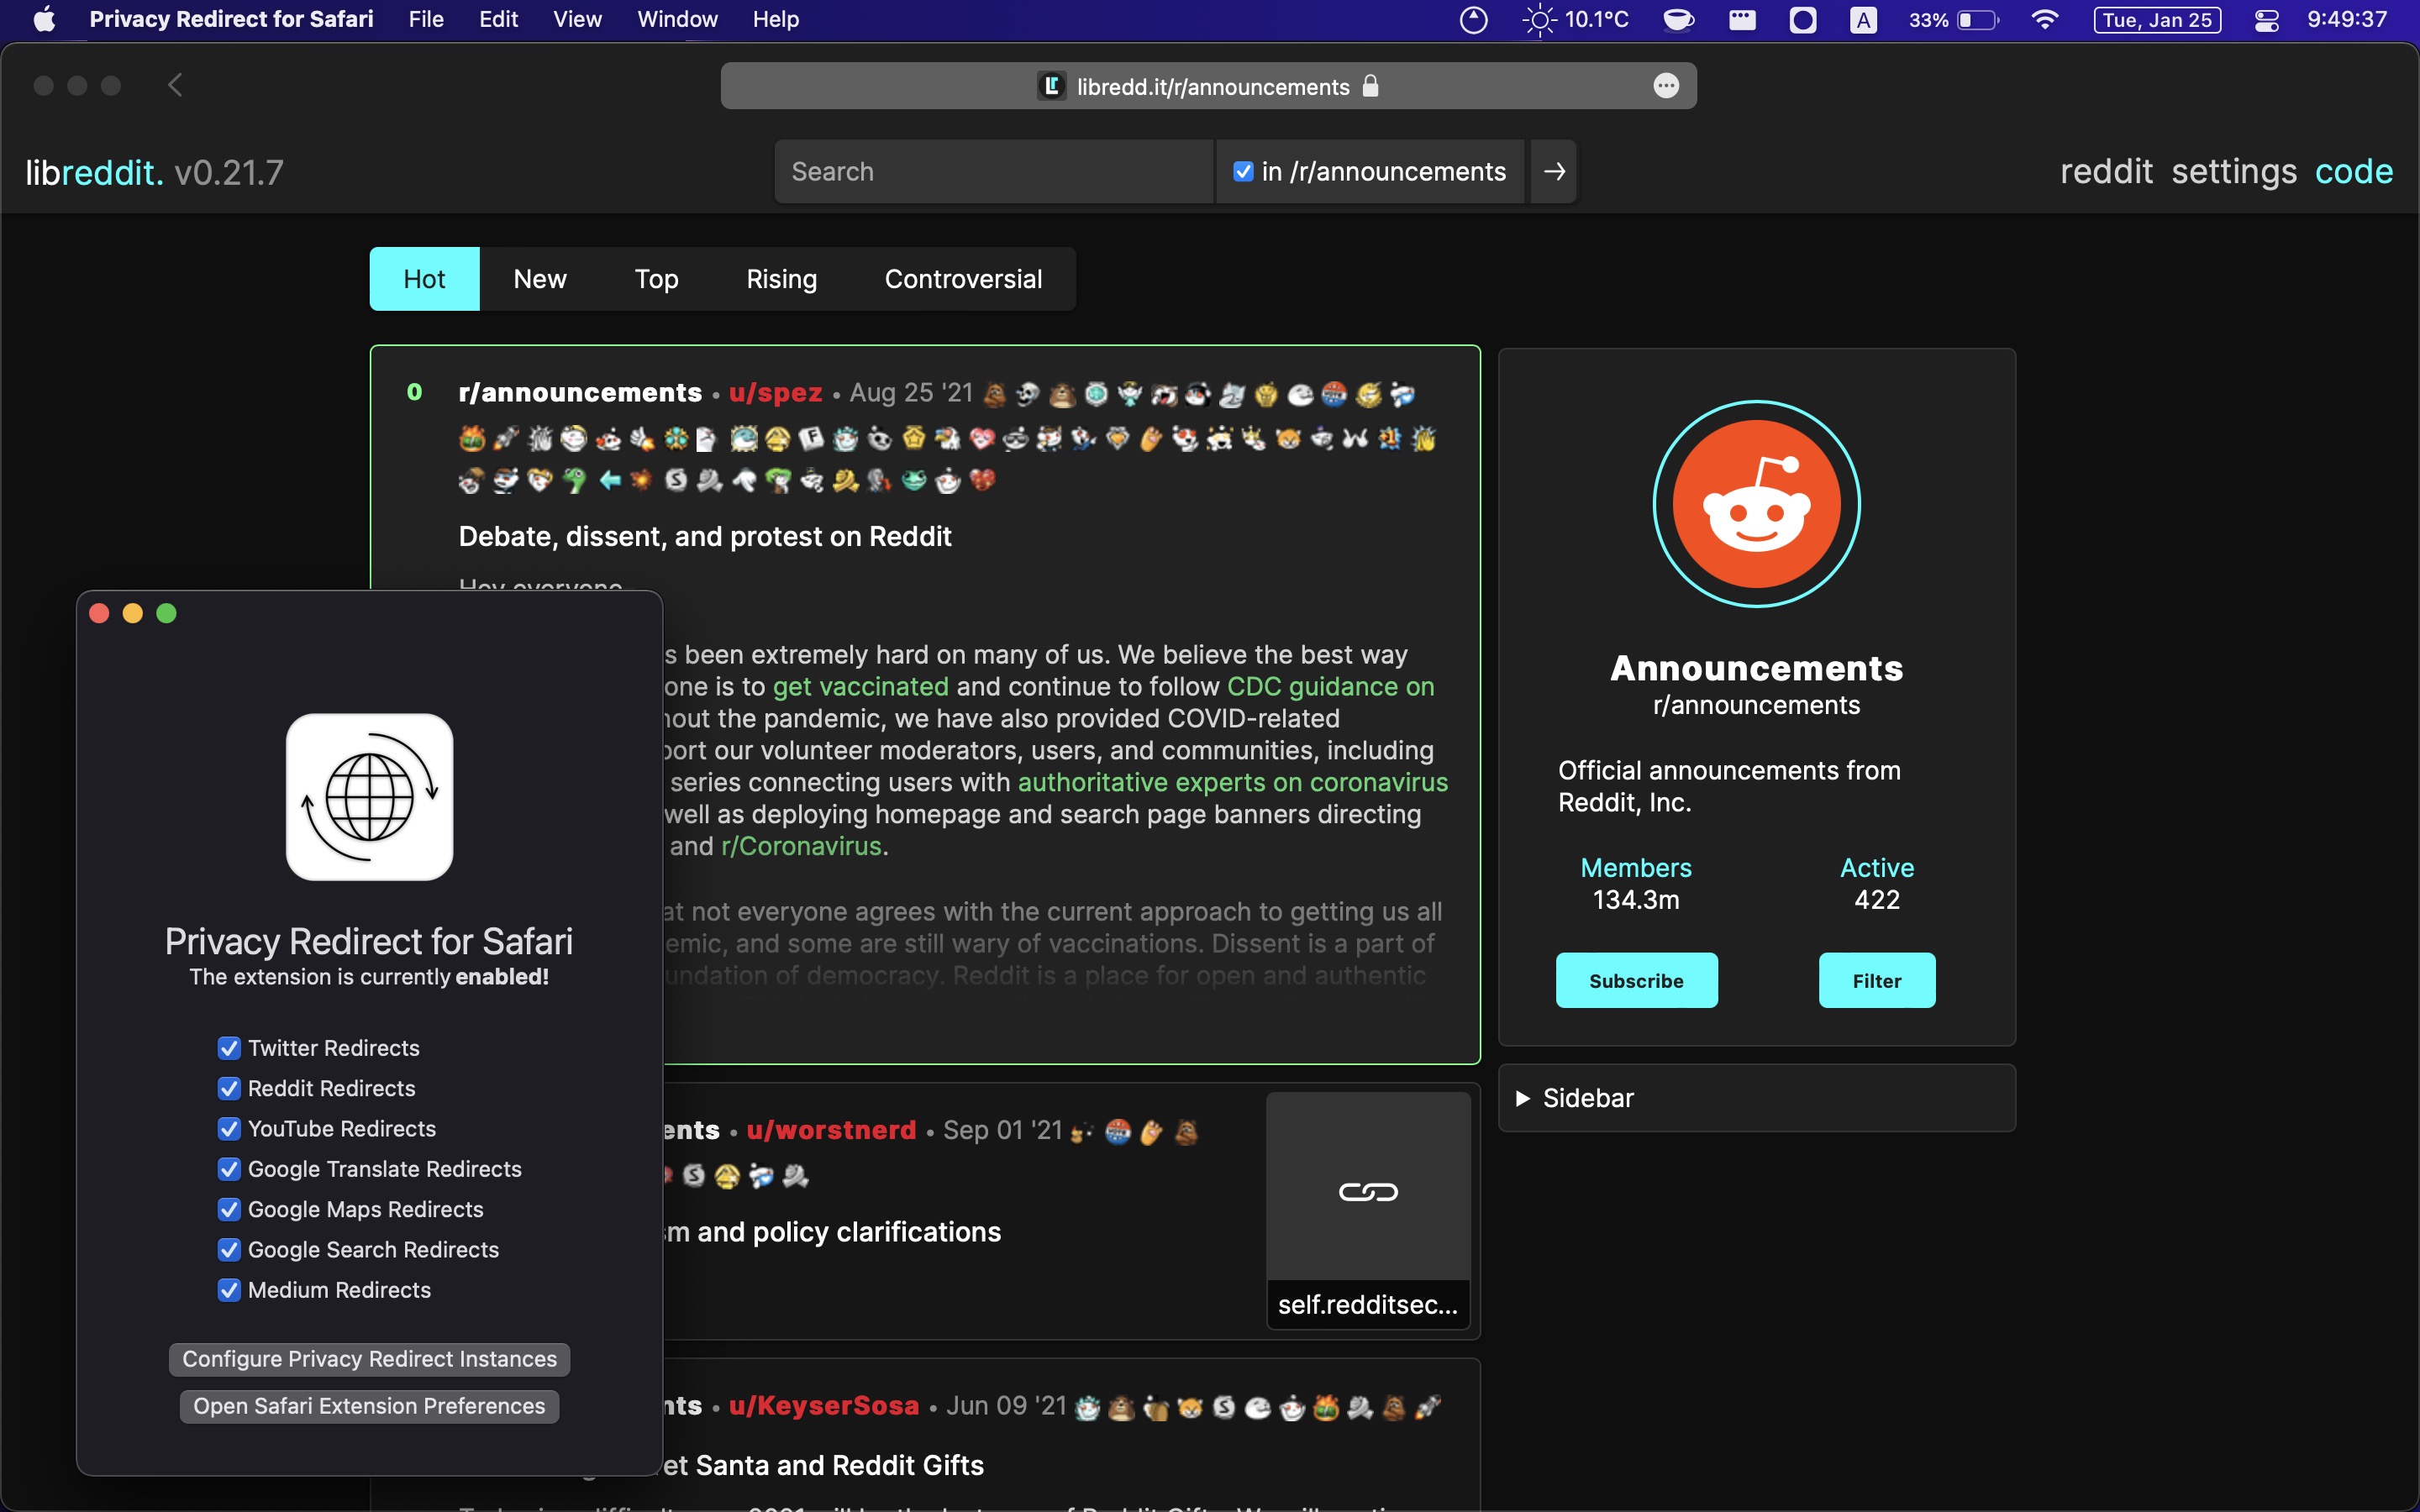 Privacy Redirect for Safari File Edit View Window Help 10.1°C A 33% Tue, Jan 25 9:49:37
libredd.it/r/announcements
libreddit. v0.21.7 Search in /r/announcements → reddit settings code
Hot New Top Rising Controversial
0 r/announcements • u/spez • Aug 25 '21
Debate, dissent, and protest on Reddit
Hey everyone
s been extremely hard on many of us. We believe the best way
one is to get vaccinated and continue to follow CDC guidance on
hout the pandemic, we have also provided COVID-related
port our volunteer moderators, users, and communities, including
series connecting users with authoritative experts on coronavirus
well as deploying homepage and search page banners directing
and r/Coronavirus.
at not everyone agrees with the current approach to getting us all
emic, and some are still wary of vaccinations. Dissent is a part of
undation of democracy. Reddit is a place for open and authentic
ents • u/worstnerd • Sep 01 '21
sm and policy clarifications
self.redditsec...
nts • u/KeyserSosa • Jun 09 '21
et Santa and Reddit Gifts
Announcements
r/announcements
Official announcements from
Reddit, Inc.
Members Active
134.3m 422
Subscribe Filter
Sidebar
Privacy Redirect for Safari
The extension is currently enabled!
Twitter Redirects
Reddit Redirects
YouTube Redirects
Google Translate Redirects
Google Maps Redirects
Google Search Redirects
Medium Redirects
Configure Privacy Redirect Instances
Open Safari Extension Preferences